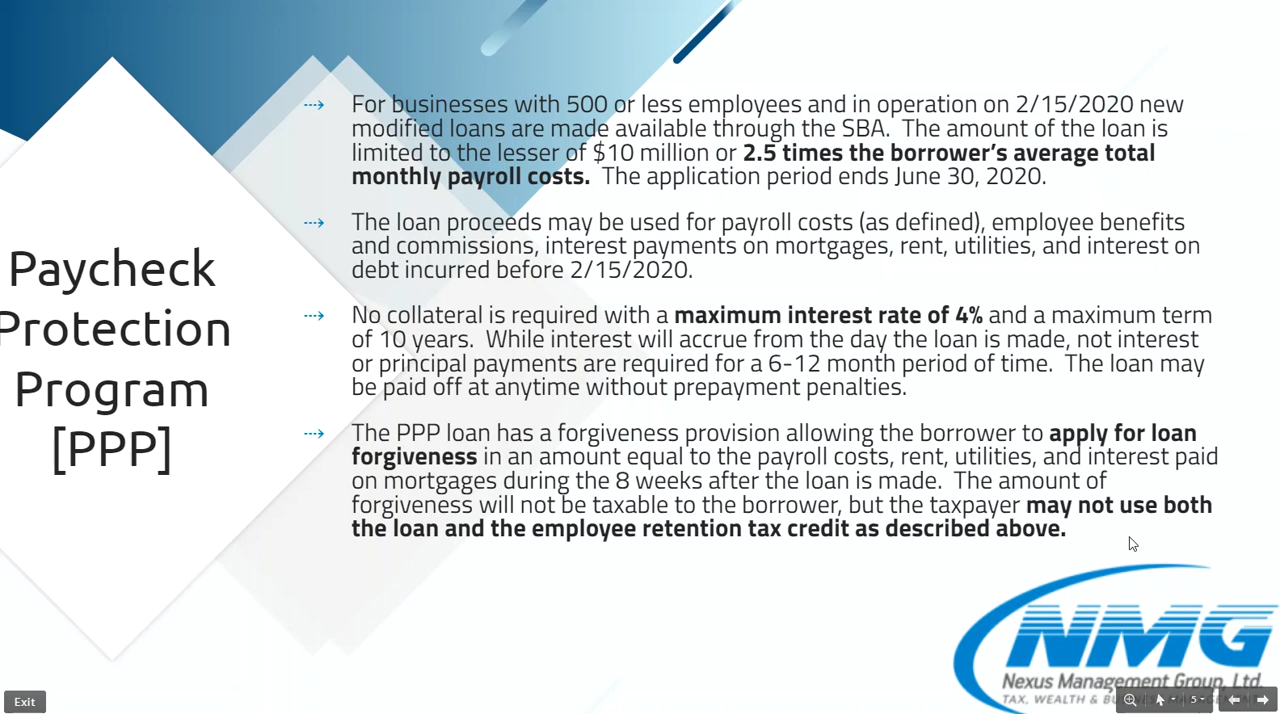 Paycheck
Protection
Program
[PPP]
For businesses with 500 or less employees and in operation on 2/15/2020 new
modified loans are made available through the SBA.  The amount of the loan is
limited to the lesser of $10 million or 2.5 times the borrower’s average total
monthly payroll costs.  The application period ends June 30, 2020.
The loan proceeds may be used for payroll costs (as defined), employee benefits
and commissions, interest payments on mortgages, rent, utilities, and interest on
debt incurred before 2/15/2020.
No collateral is required with a maximum interest rate of 4% and a maximum term
of 10 years.  While interest will accrue from the day the loan is made, not interest
or principal payments are required for a 6-12 month period of time.  The loan may
be paid off at anytime without prepayment penalties.
The PPP loan has a forgiveness provision allowing the borrower to apply for loan
forgiveness in an amount equal to the payroll costs, rent, utilities, and interest paid
on mortgages during the 8 weeks after the loan is made.  The amount of
forgiveness will not be taxable to the borrower, but the taxpayer may not use both
the loan and the employee retention tax credit as described above.
NMG
Nexus Management Group, Ltd.
TAX, WEALTH &
Exit
5